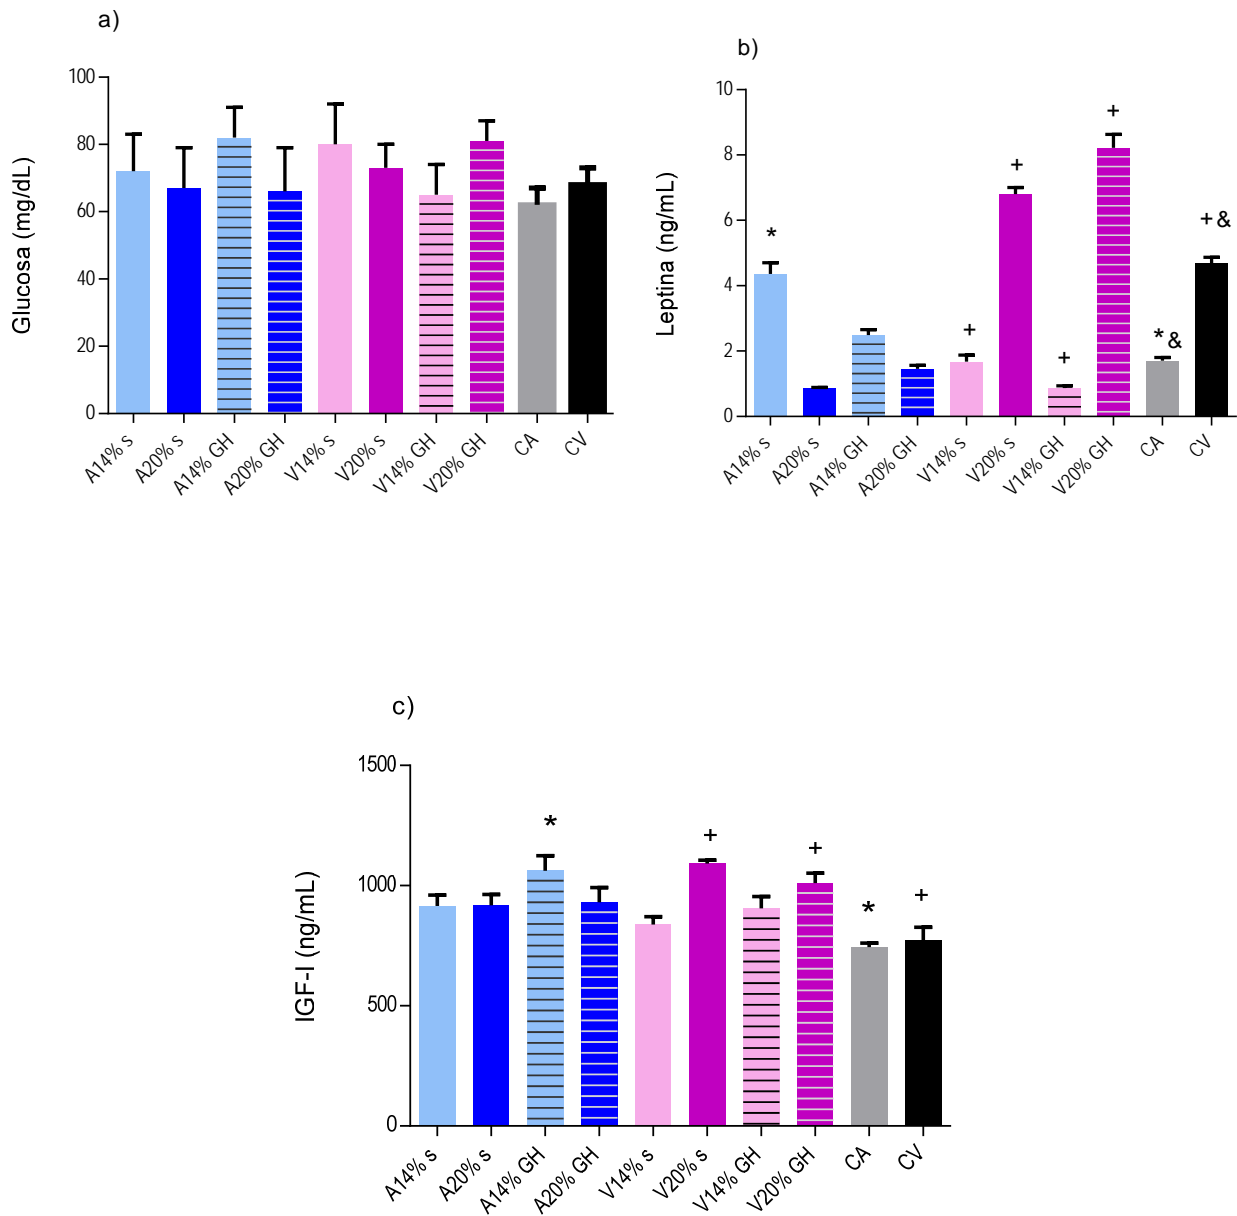 a)
Glucosa (mg/dL)
100
80
60
40
20
0
A14% s
A20% s
A14% GH
A20% GH
V14% s
V20% s
V14% GH
V20% GH
CA
CV
b)
Leptina (ng/mL)
10
8
6
4
2
0
*
+
+
+
+
* &
+ &
A14% s
A20% s
A14% GH
A20% GH
V14% s
V20% s
V14% GH
V20% GH
CA
CV
c)
IGF-I (ng/mL)
1500
1000
500
0
*
+
+
*
+
A14% s
A20% s
A14% GH
A20% GH
V14% s
V20% s
V14% GH
V20% GH
CA
CV